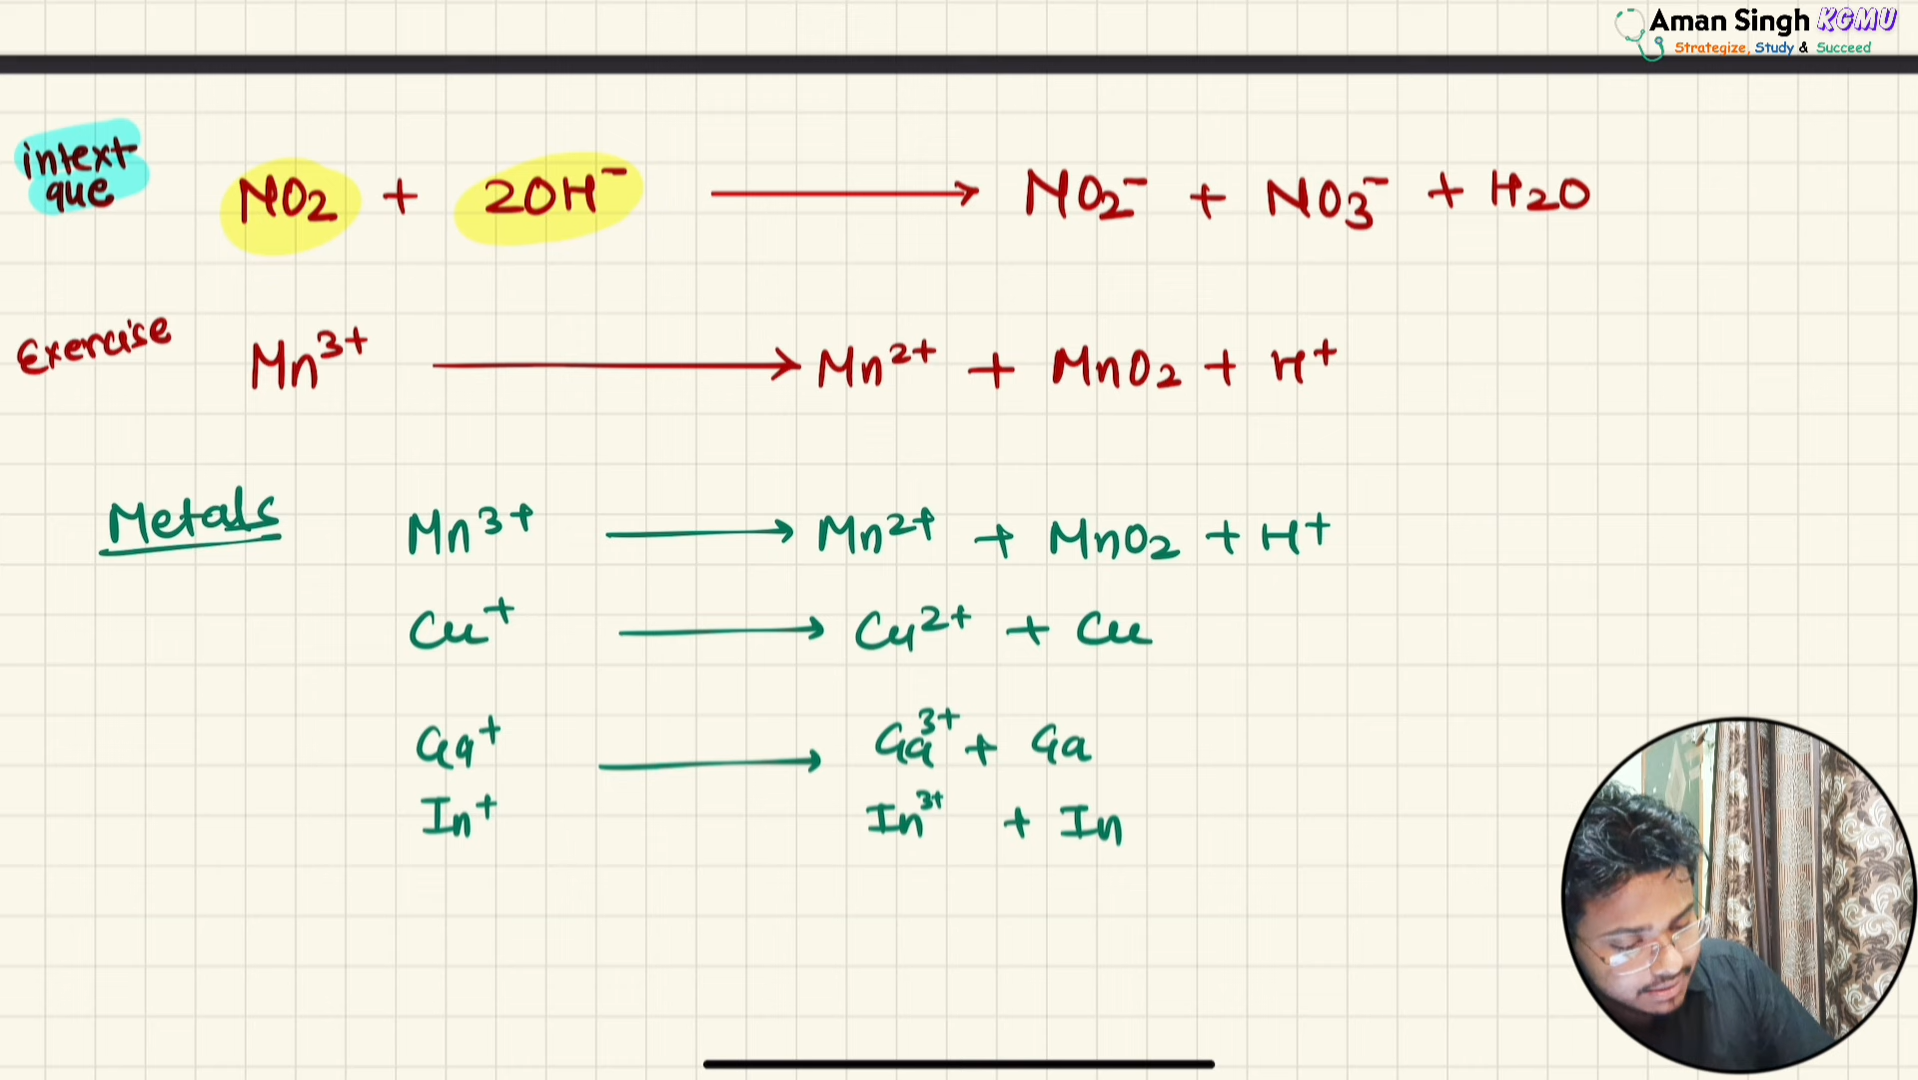 Aman Singh KGMU
Strategize, Study & Succeed
intext
que
NO2 + 2OH⁻ ⟶ NO2⁻ + NO3⁻ + H2O
Exercise
Mn³⁺ ⟶ Mn²⁺ + MnO2 + H⁺
Metals
Mn³⁺ ⟶ Mn²⁺ + MnO2 + H⁺
Cu⁺ ⟶ Cu²⁺ + Cu
Ga⁺ ⟶ Ga³⁺ + Ga
In⁺ In³⁺ + In